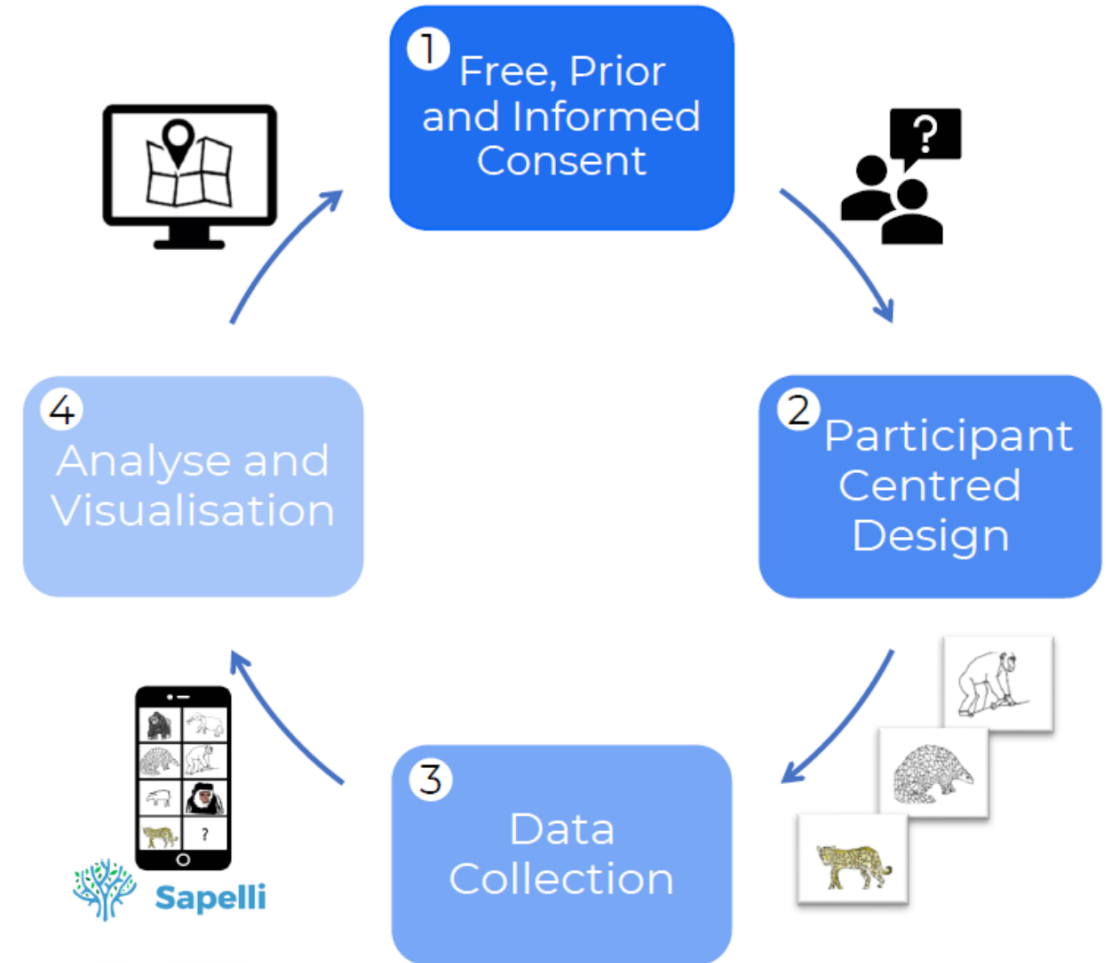 1
Free, Prior
and Informed
Consent
?
2
Participant
Centred
Design
3
Data
Collection
?
Sapelli
4
Analyse and
Visualisation